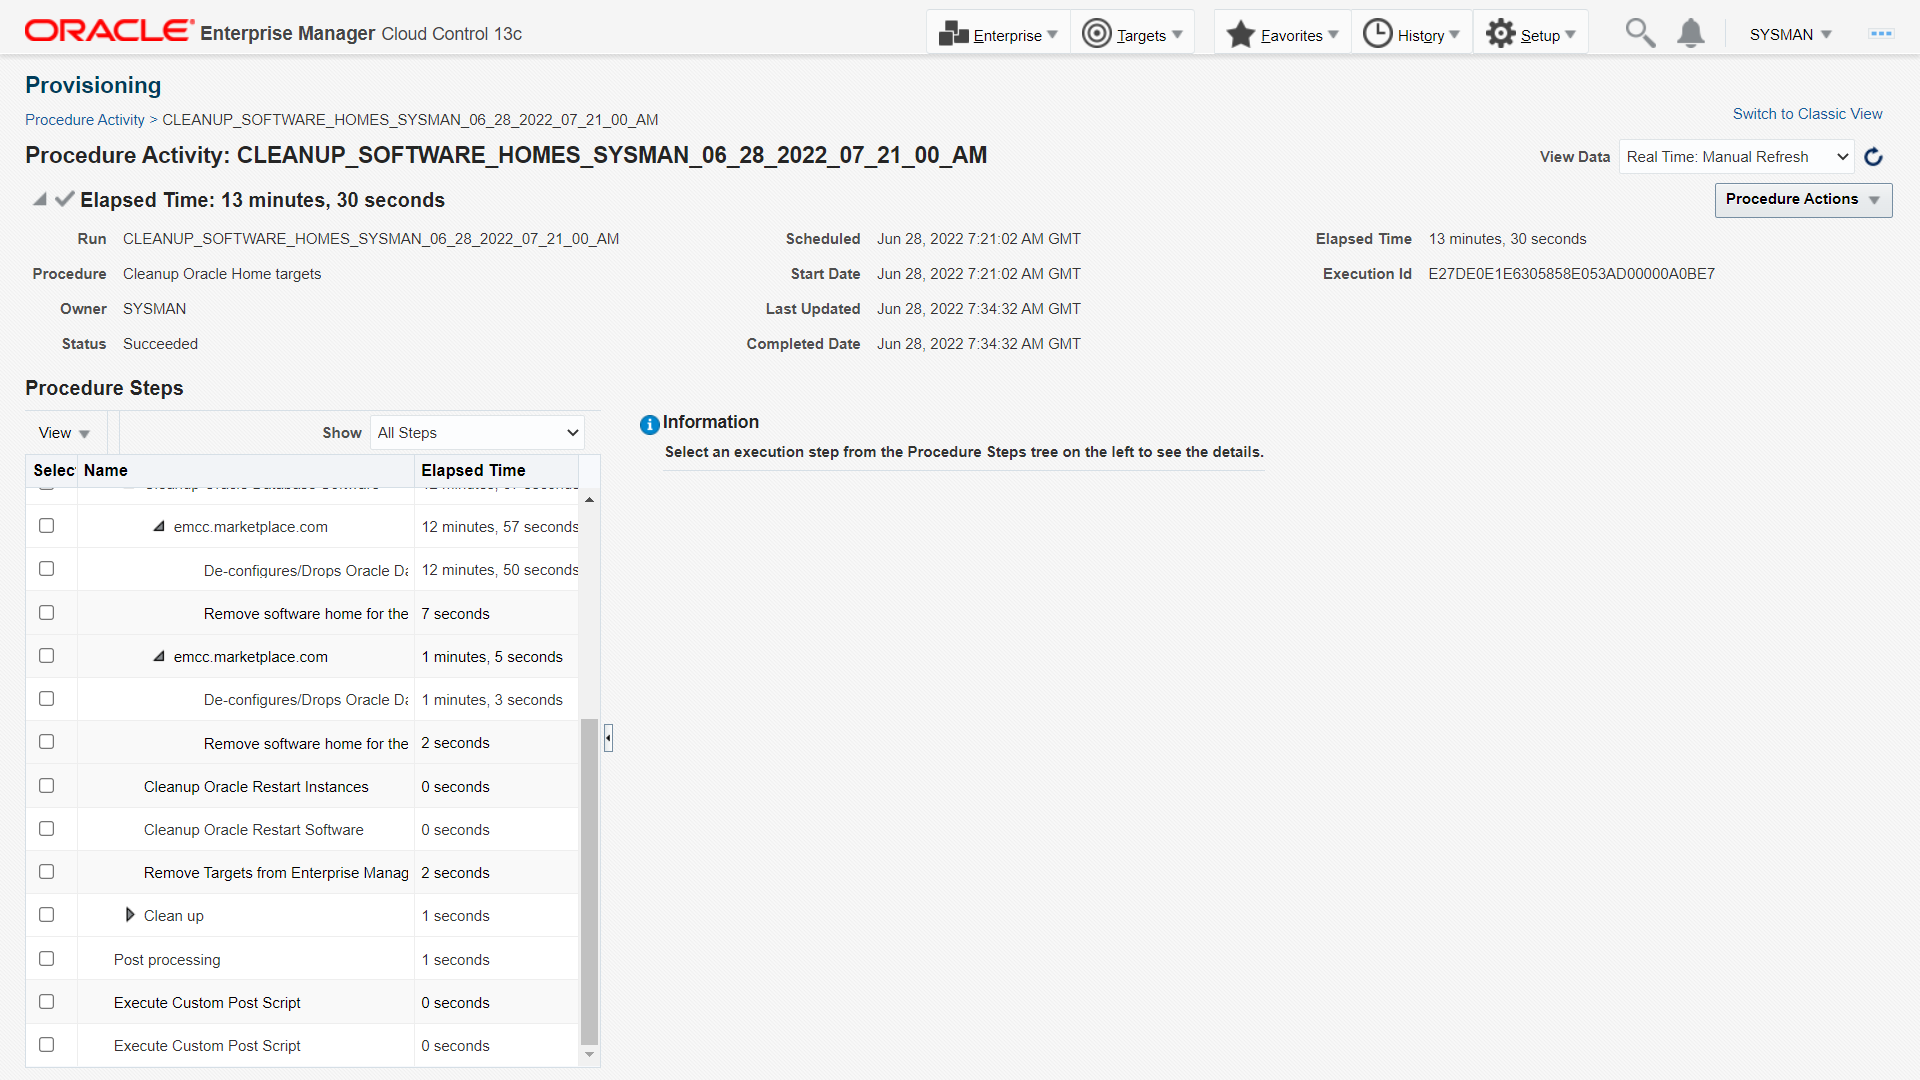 ORACLE Enterprise Manager Cloud Control 13c
Enterprise Targets Favorites History Setup SYSMAN
Provisioning
Procedure Activity > CLEANUP_SOFTWARE_HOMES_SYSMAN_06_28_2022_07_21_00_AM
Switch to Classic View
Procedure Activity: CLEANUP_SOFTWARE_HOMES_SYSMAN_06_28_2022_07_21_00_AM
View Data Real Time: Manual Refresh
Elapsed Time: 13 minutes, 30 seconds
Procedure Actions
Run CLEANUP_SOFTWARE_HOMES_SYSMAN_06_28_2022_07_21_00_AM
Procedure Cleanup Oracle Home targets
Owner SYSMAN
Status Succeeded
Scheduled Jun 28, 2022 7:21:02 AM GMT
Start Date Jun 28, 2022 7:21:02 AM GMT
Last Updated Jun 28, 2022 7:34:32 AM GMT
Completed Date Jun 28, 2022 7:34:32 AM GMT
Elapsed Time 13 minutes, 30 seconds
Execution Id E27DE0E1E6305858E053AD00000A0BE7
Procedure Steps
View Show All Steps
Selec Name Elapsed Time
Cleanup Oracle Database Software
emcc.marketplace.com 12 minutes, 57 seconds
De-configures/Drops Oracle Da 12 minutes, 50 seconds
Remove software home for the 7 seconds
emcc.marketplace.com 1 minutes, 5 seconds
De-configures/Drops Oracle Da 1 minutes, 3 seconds
Remove software home for the 2 seconds
Cleanup Oracle Restart Instances 0 seconds
Cleanup Oracle Restart Software 0 seconds
Remove Targets from Enterprise Manag 2 seconds
Clean up 1 seconds
Post processing 1 seconds
Execute Custom Post Script 0 seconds
Execute Custom Post Script 0 seconds
Information
Select an execution step from the Procedure Steps tree on the left to see the details.